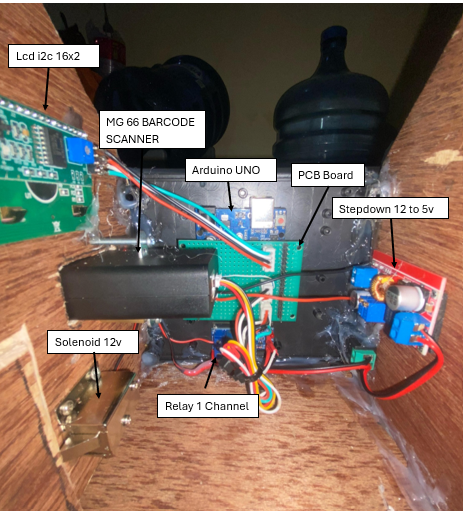 Lcd i2c 16x2
MG 66 BARCODE
SCANNER
Arduino UNO
PCB Board
Stepdown 12 to 5v
Solenoid 12v
Relay 1 Channel